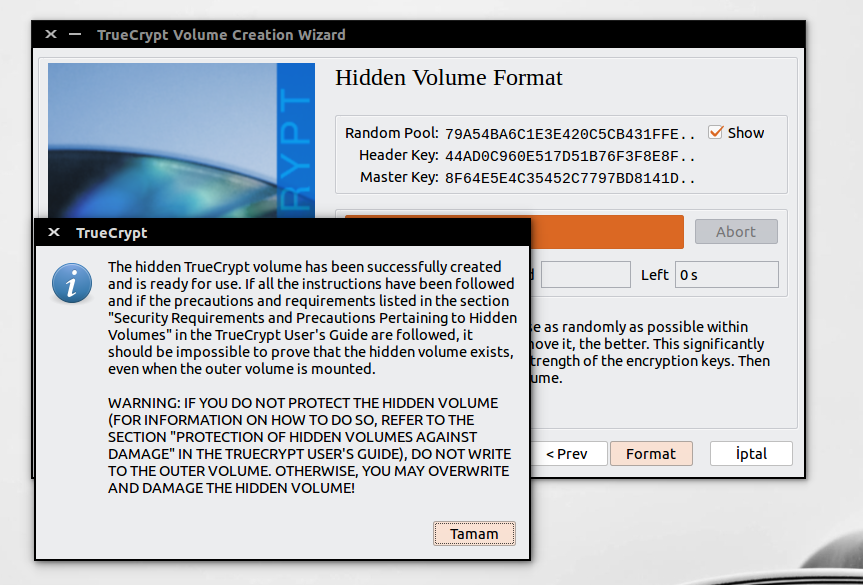 TrueCrypt Volume Creation Wizard
Hidden Volume Format
Random Pool: 79A54BA6C1E3E420C5CB431FFE.. Show
Header Key: 44AD0C960E517D51B76F3F8E8F..
Master Key: 8F64E5E4C35452C7797BD8141D..
RYPT
Abort
Left 0 s
se as randomly as possible within
ove it, the better. This significantly
trength of the encryption keys. Then
ume.
< Prev Format İptal
TrueCrypt
The hidden TrueCrypt volume has been successfully created
and is ready for use. If all the instructions have been followed
and if the precautions and requirements listed in the section
"Security Requirements and Precautions Pertaining to Hidden
Volumes" in the TrueCrypt User's Guide are followed, it
should be impossible to prove that the hidden volume exists,
even when the outer volume is mounted.
WARNING: IF YOU DO NOT PROTECT THE HIDDEN VOLUME
(FOR INFORMATION ON HOW TO DO SO, REFER TO THE
SECTION "PROTECTION OF HIDDEN VOLUMES AGAINST
DAMAGE" IN THE TRUECRYPT USER'S GUIDE), DO NOT WRITE
TO THE OUTER VOLUME. OTHERWISE, YOU MAY OVERWRITE
AND DAMAGE THE HIDDEN VOLUME!
Tamam